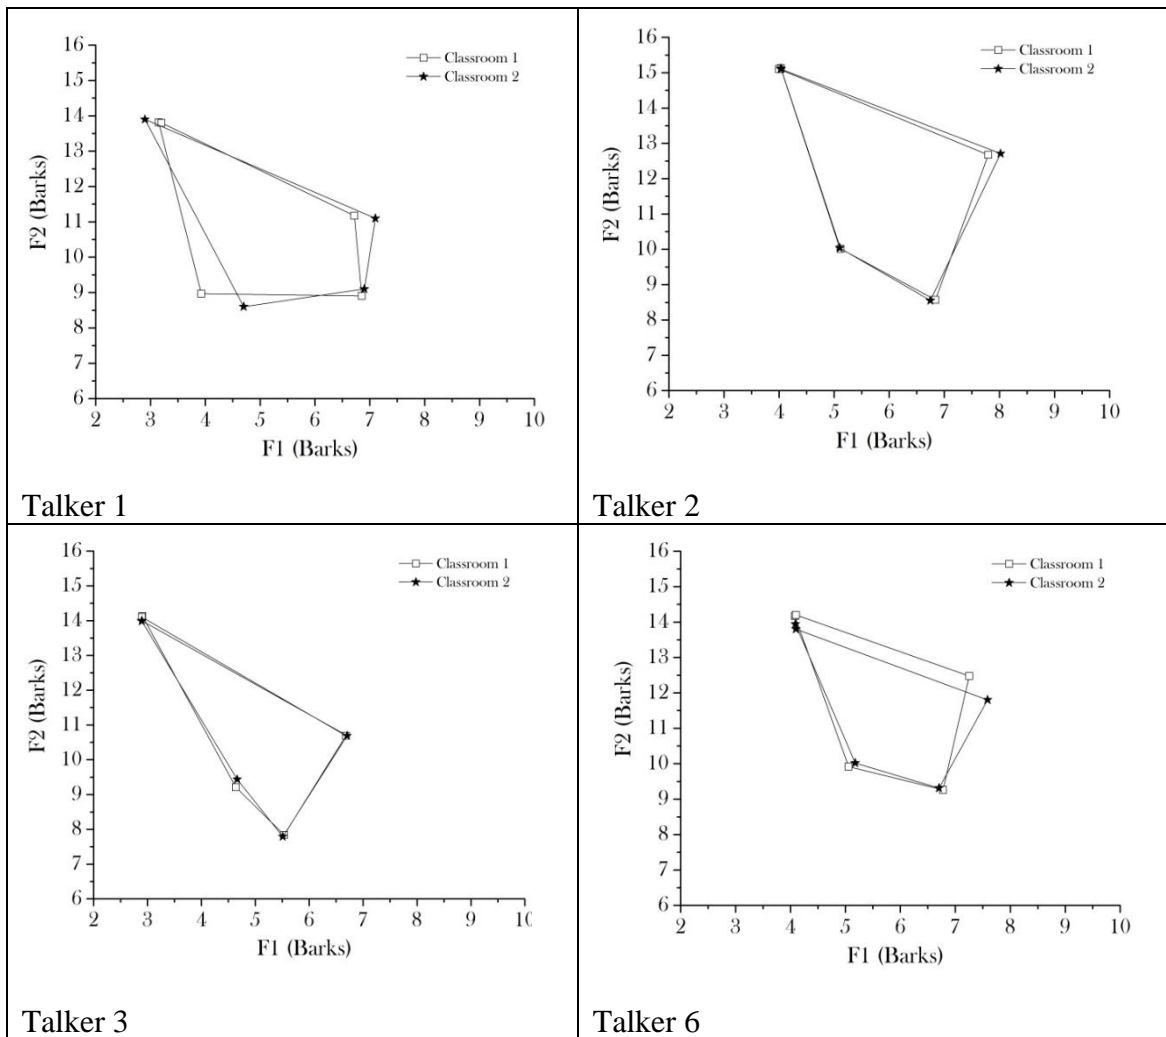 16
15
14
13
12
11
10
9
8
7
6
F2 (Barks)
Classroom 1
Classroom 2
2 3 4 5 6 7 8 9 10
F1 (Barks)
Talker 1
16
15
14
13
12
11
10
9
8
7
6
F2 (Barks)
Classroom 1
Classroom 2
2 3 4 5 6 7 8 9 10
F1 (Barks)
Talker 2
16
15
14
13
12
11
10
9
8
7
6
F2 (Barks)
Classroom 1
Classroom 2
2 3 4 5 6 7 8 9 10
F1 (Barks)
Talker 3
16
15
14
13
12
11
10
9
8
7
6
F2 (Barks)
Classroom 1
Classroom 2
2 3 4 5 6 7 8 9 10
F1 (Barks)
Talker 6